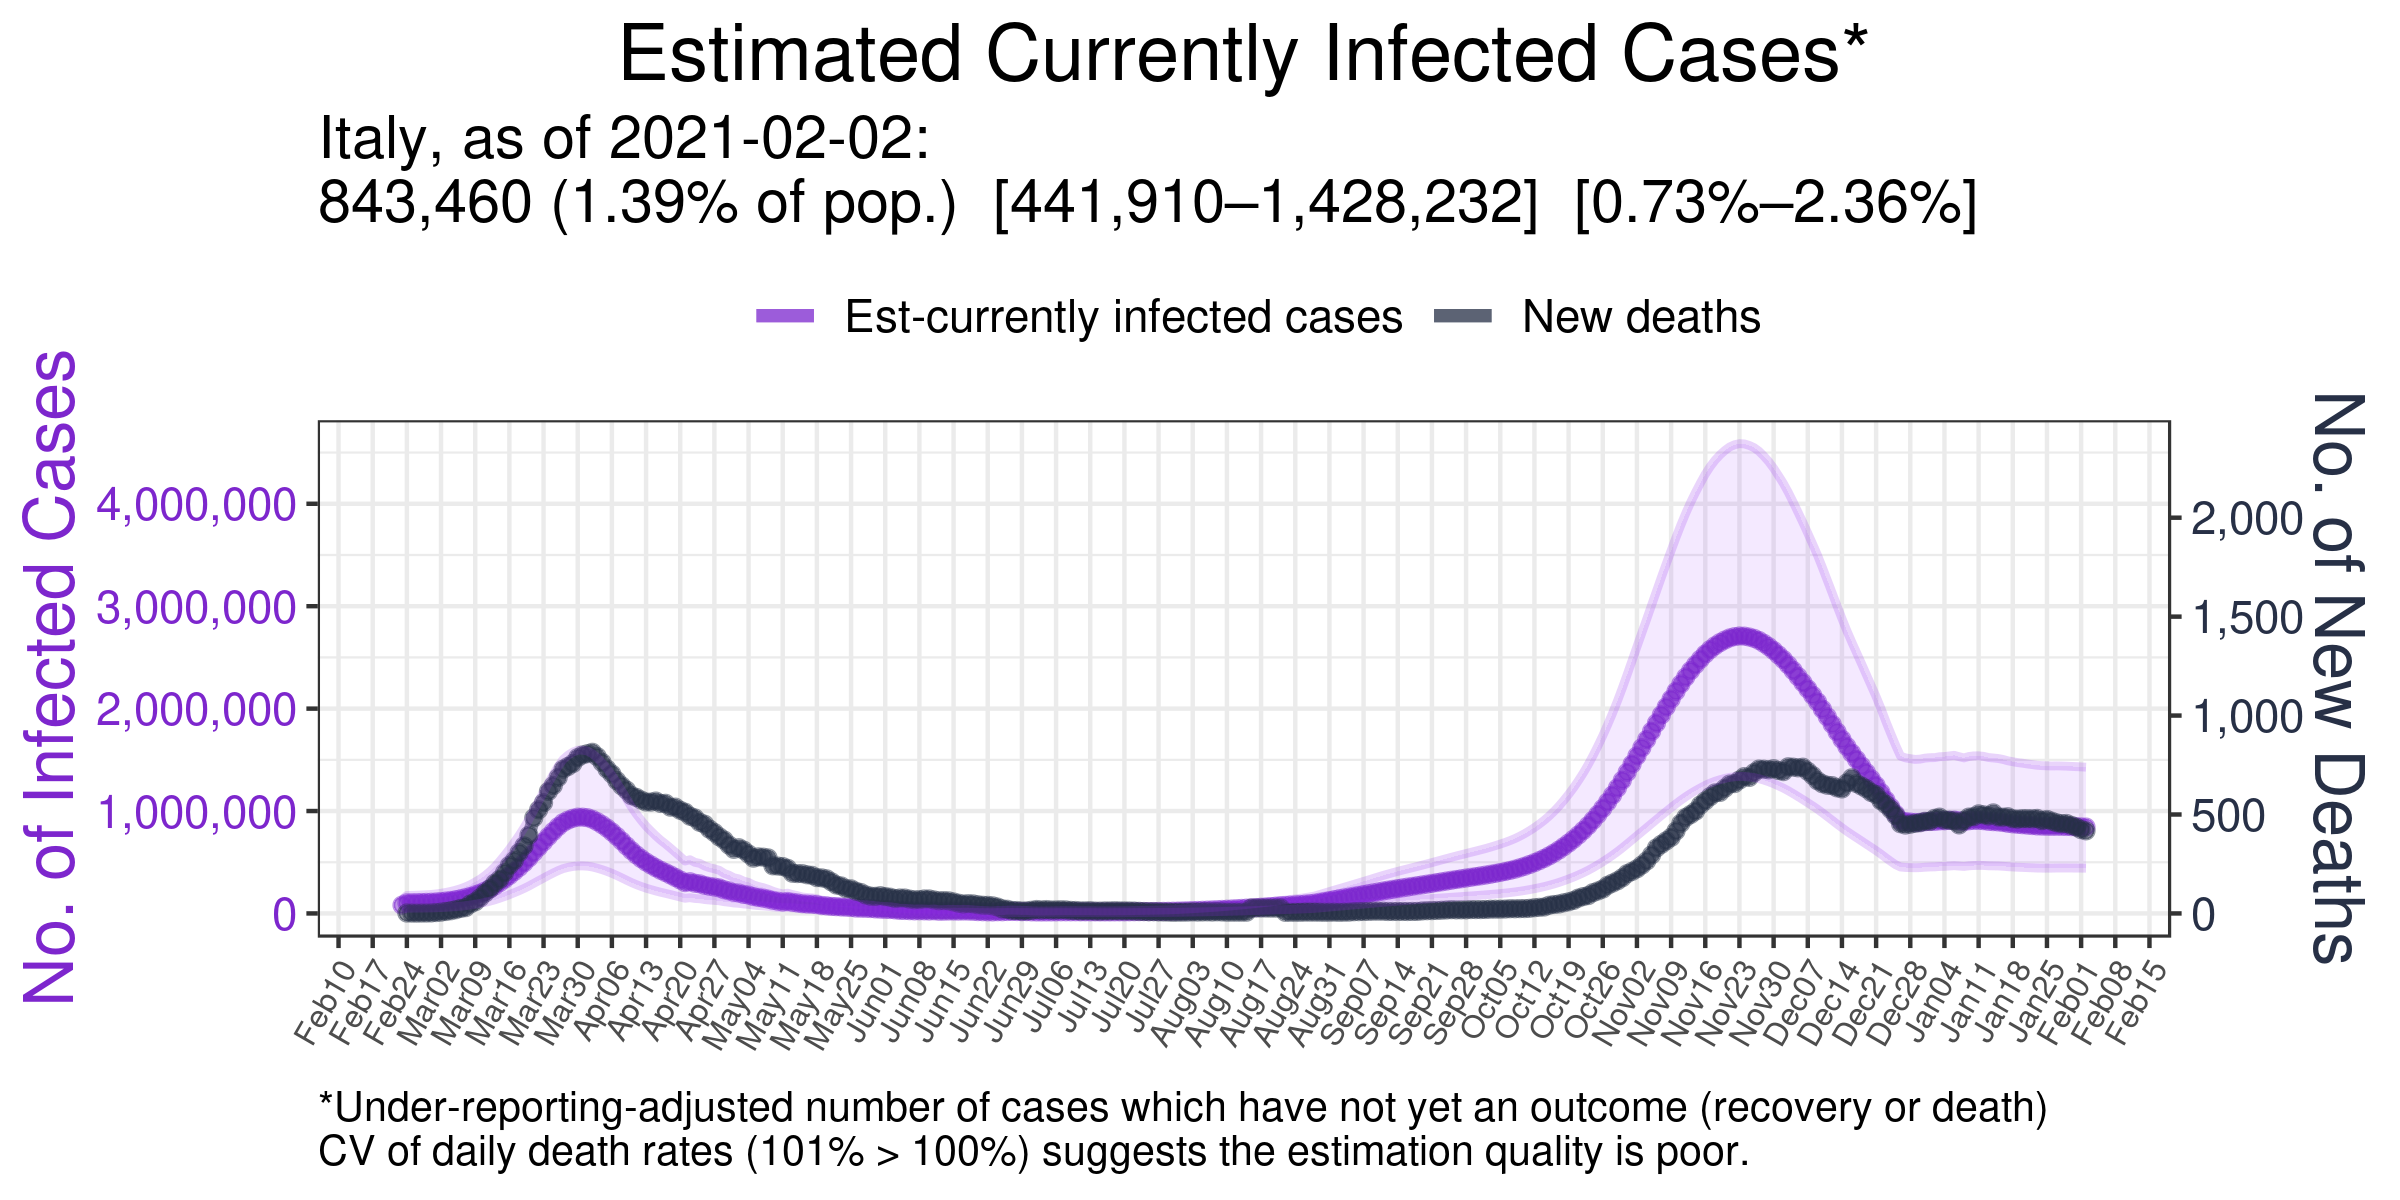 Estimated Currently Infected Cases*
Italy, as of 2021-02-02:
843,460 (1.39% of pop.) [441,910–1,428,232] [0.73%–2.36%]
Est-currently infected cases New deaths
No. of Infected Cases
4,000,000
3,000,000
2,000,000
1,000,000
0
2,000
1,500
1,000
500
0
No. of New Deaths
Feb10 Feb17 Feb24 Mar02 Mar09 Mar16 Mar23 Mar30 Apr06 Apr13 Apr20 Apr27 May04 May11 May18 May25 Jun01 Jun08 Jun15 Jun22 Jun29 Jul06 Jul13 Jul20 Jul27 Aug03 Aug10 Aug17 Aug24 Aug31 Sep07 Sep14 Sep21 Sep28 Oct05 Oct12 Oct19 Oct26 Nov02 Nov09 Nov16 Nov23 Nov30 Dec07 Dec14 Dec21 Dec28 Jan04 Jan11 Jan18 Jan25 Feb01 Feb08 Feb15
*Under-reporting-adjusted number of cases which have not yet an outcome (recovery or death)
CV of daily death rates (101% > 100%) suggests the estimation quality is poor.